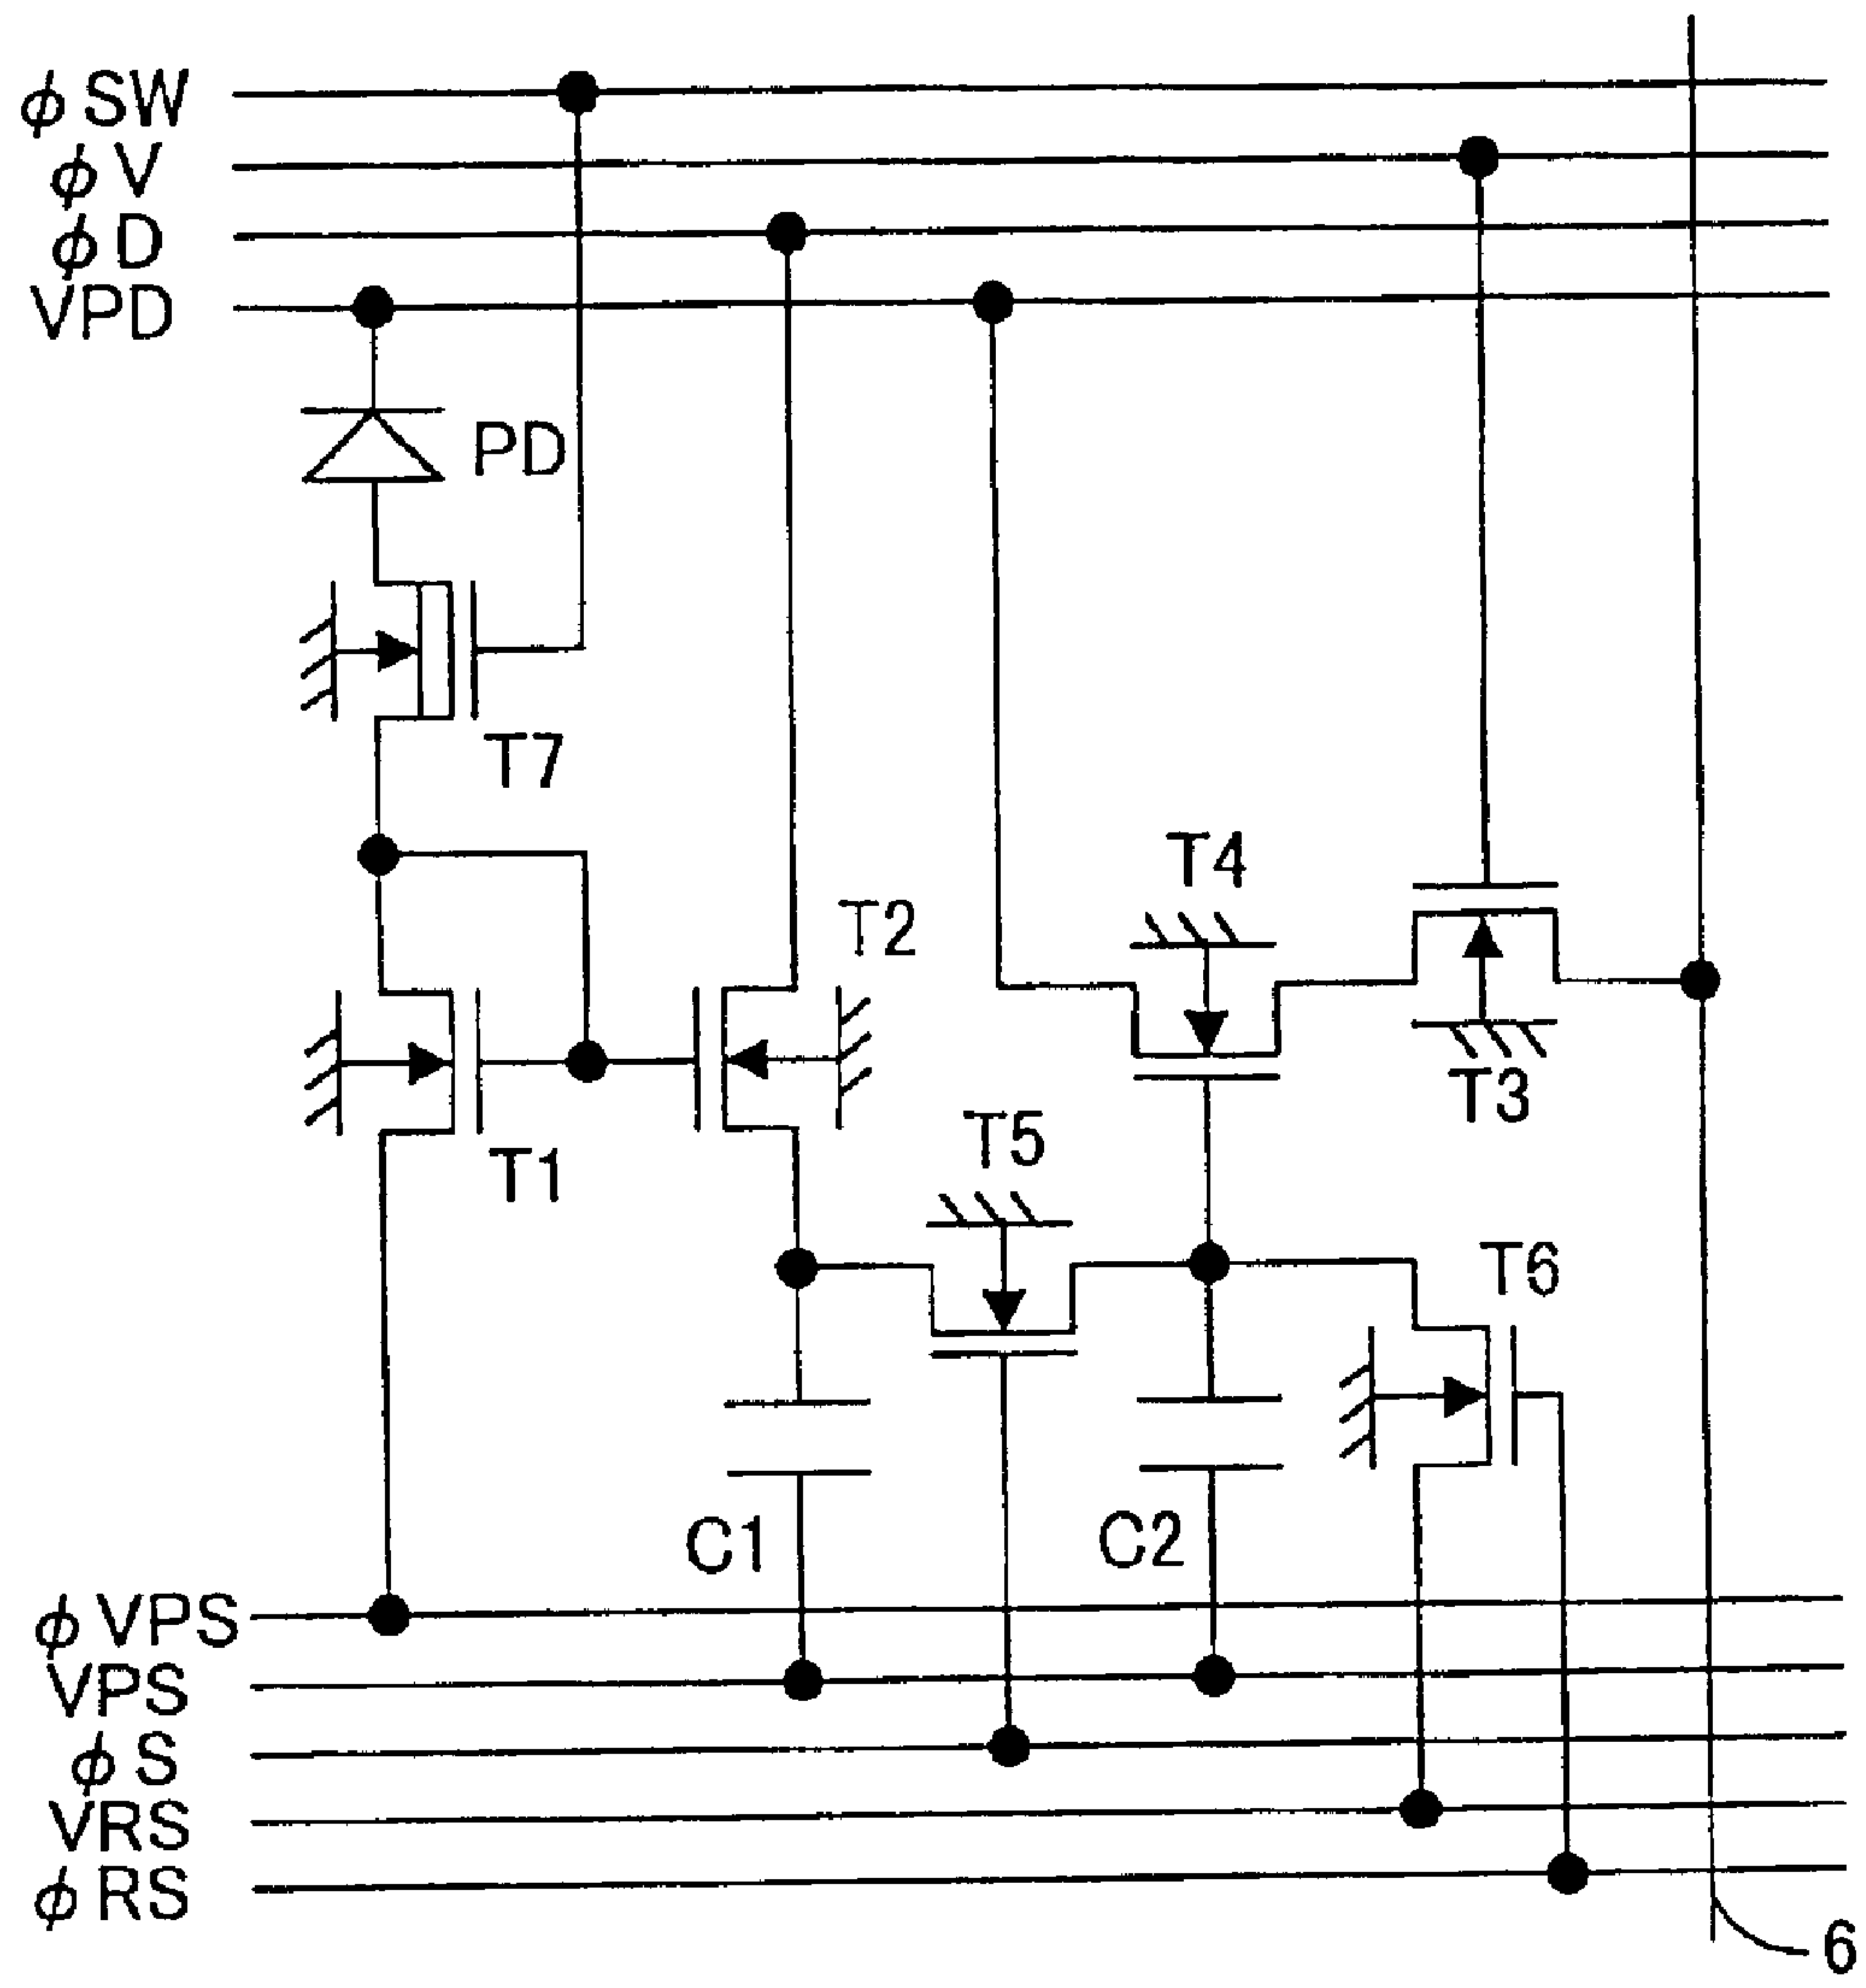 ϕ SW
ϕ V
ϕ D
VPD
PD
T7
T4
T2
T3
T1
T5
T6
C1
C2
ϕ VPS
VPS
ϕ S
VRS
ϕ RS
6